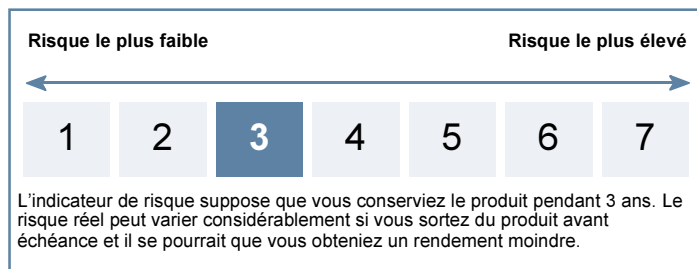 Risque le plus faible Risque le plus élevé
1 2 3 4 5 6 7
L'indicateur de risque suppose que vous conserviez le produit pendant 3 ans. Le
risque réel peut varier considérablement si vous sortez du produit avant
échéance et il se pourrait que vous obteniez un rendement moindre.